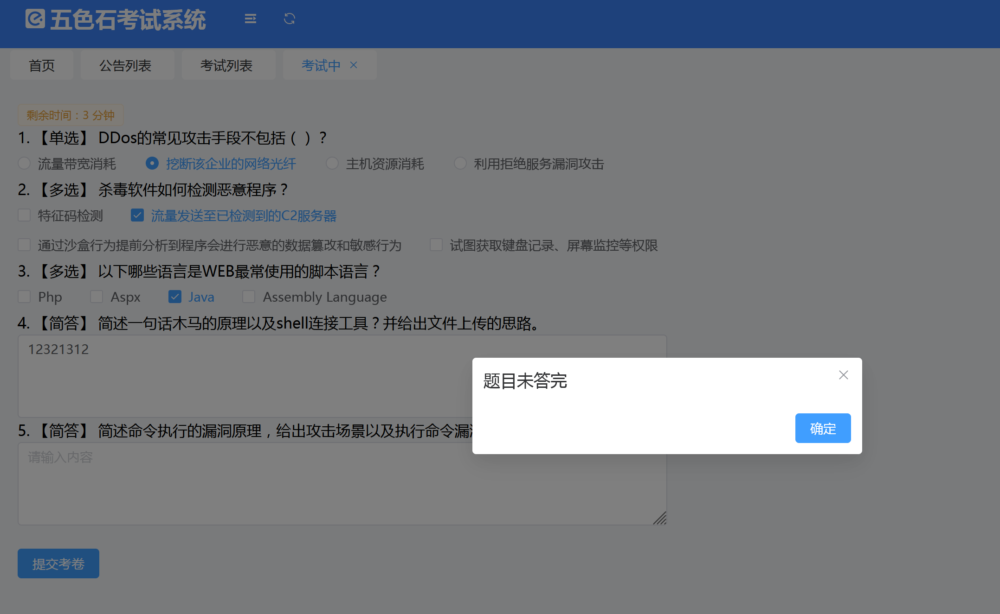 五色石考试系统
首页 公告列表 考试列表 考试中
剩余时间：3 分钟
1. 【单选】 DDos的常见攻击手段不包括（ ）？
流量带宽消耗 挖断该企业的网络光纤 主机资源消耗 利用拒绝服务漏洞攻击
2. 【多选】 杀毒软件如何检测恶意程序？
特征码检测 流量发送至已检测到的C2服务器
通过沙盒行为提前分析到程序会进行恶意的数据篡改和敏感行为 试图获取键盘记录、屏幕监控等权限
3. 【多选】 以下哪些语言是WEB最常使用的脚本语言？
Php Aspx Java Assembly Language
4. 【简答】 简述一句话木马的原理以及shell连接工具？并给出文件上传的思路。
12321312
题目未答完
确定
5. 【简答】 简述命令执行的漏洞原理，给出攻击场景以及执行命令漏
请输入内容
提交考卷